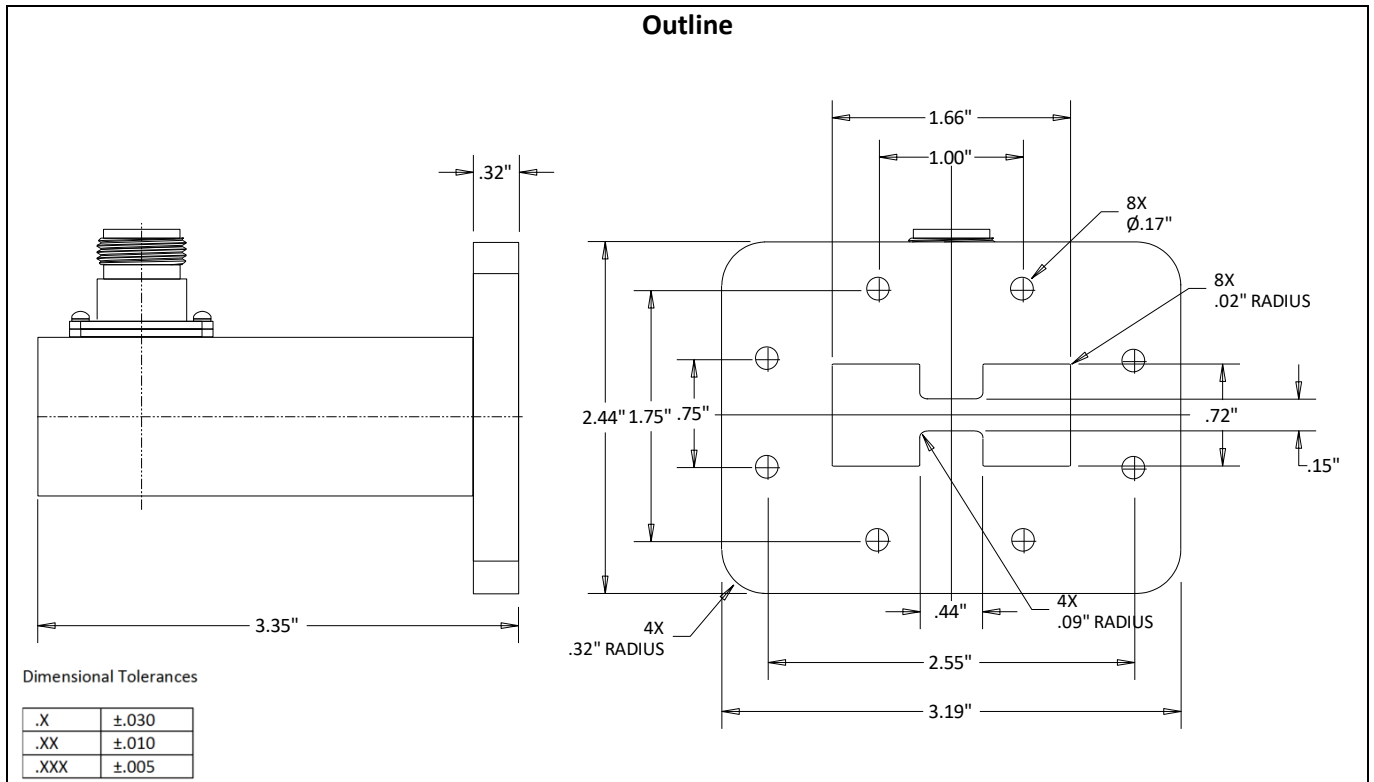 Outline
1.66"
1.00"
.32"
8X
Ø.17"
8X
.02" RADIUS
2.44"
1.75"
.75"
.72"
.15"
.44"
4X
.09" RADIUS
3.35"
4X
.32" RADIUS
2.55"
3.19"
Dimensional Tolerances
.X ±.030
.XX ±.010
.XXX ±.005